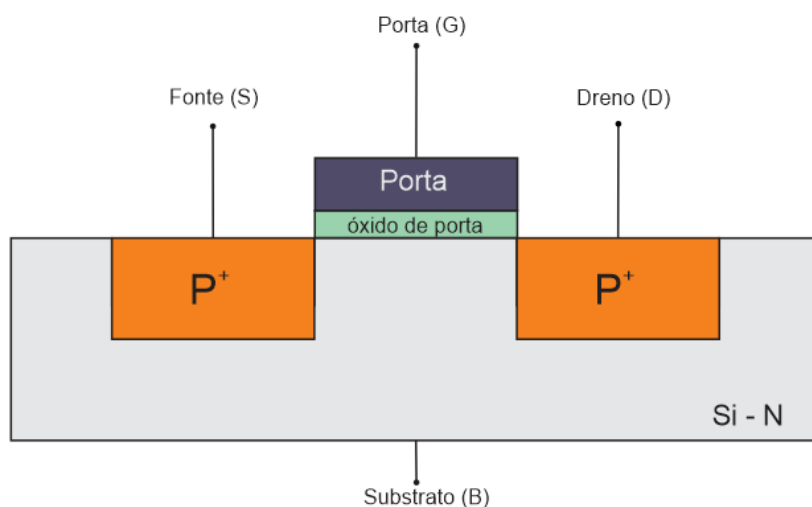 Porta (G)
Fonte (S)
Dreno (D)
Porta
óxido de porta
P⁺
P⁺
Si - N
Substrato (B)